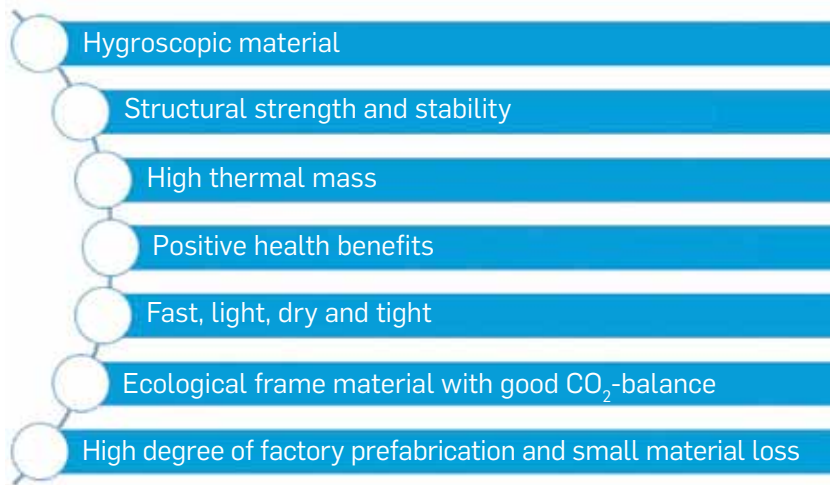 Hygroscopic material
Structural strength and stability
High thermal mass
Positive health benefits
Fast, light, dry and tight
Ecological frame material with good CO₂-balance
High degree of factory prefabrication and small material loss